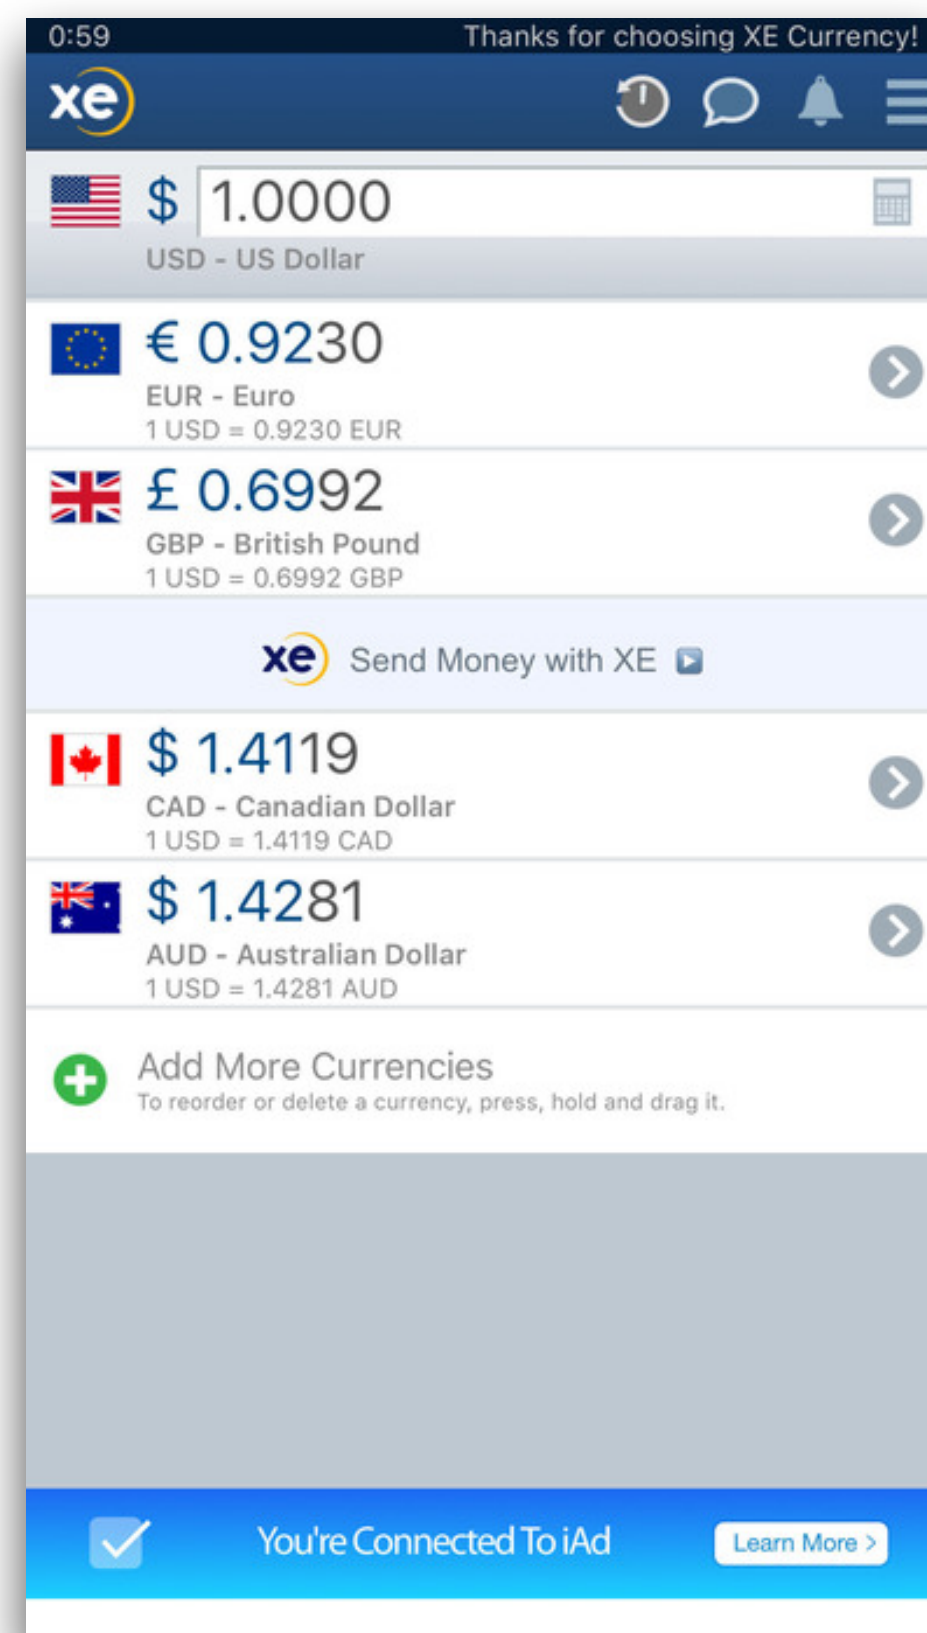 0:59 Thanks for choosing XE Currency!
xe
$ 1.0000
USD - US Dollar
€ 0.9230
EUR - Euro
1 USD = 0.9230 EUR
£ 0.6992
GBP - British Pound
1 USD = 0.6992 GBP
xe Send Money with XE
$ 1.4119
CAD - Canadian Dollar
1 USD = 1.4119 CAD
$ 1.4281
AUD - Australian Dollar
1 USD = 1.4281 AUD
Add More Currencies
To reorder or delete a currency, press, hold and drag it.
You're Connected To iAd Learn More >